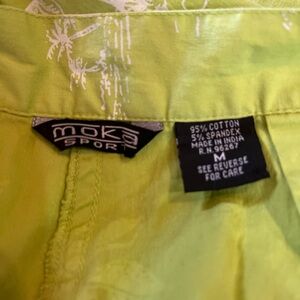 moka
SPORT
95% COTTON
5% SPANDEX
MADE IN INDIA
R.N. 96267
M
SEE REVERSE
FOR CARE